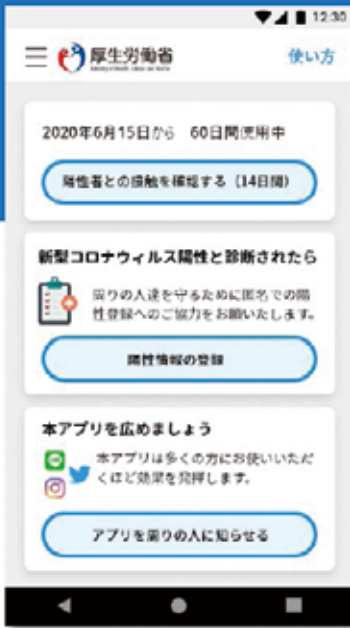 12:30
厚生労働省
使い方
2020年6月15日から 60日間使用中
陽性者との接触を確認する（14日間）
新型コロナウィルス陽性と診断されたら
周りの人達を守るために匿名での陽
性登録へのご協力をお願いいたします。
陽性情報の登録
本アプリを広めましょう
本アプリは多くの方にお使いいただ
くほど効果を発揮します。
アプリを周りの人に知らせる